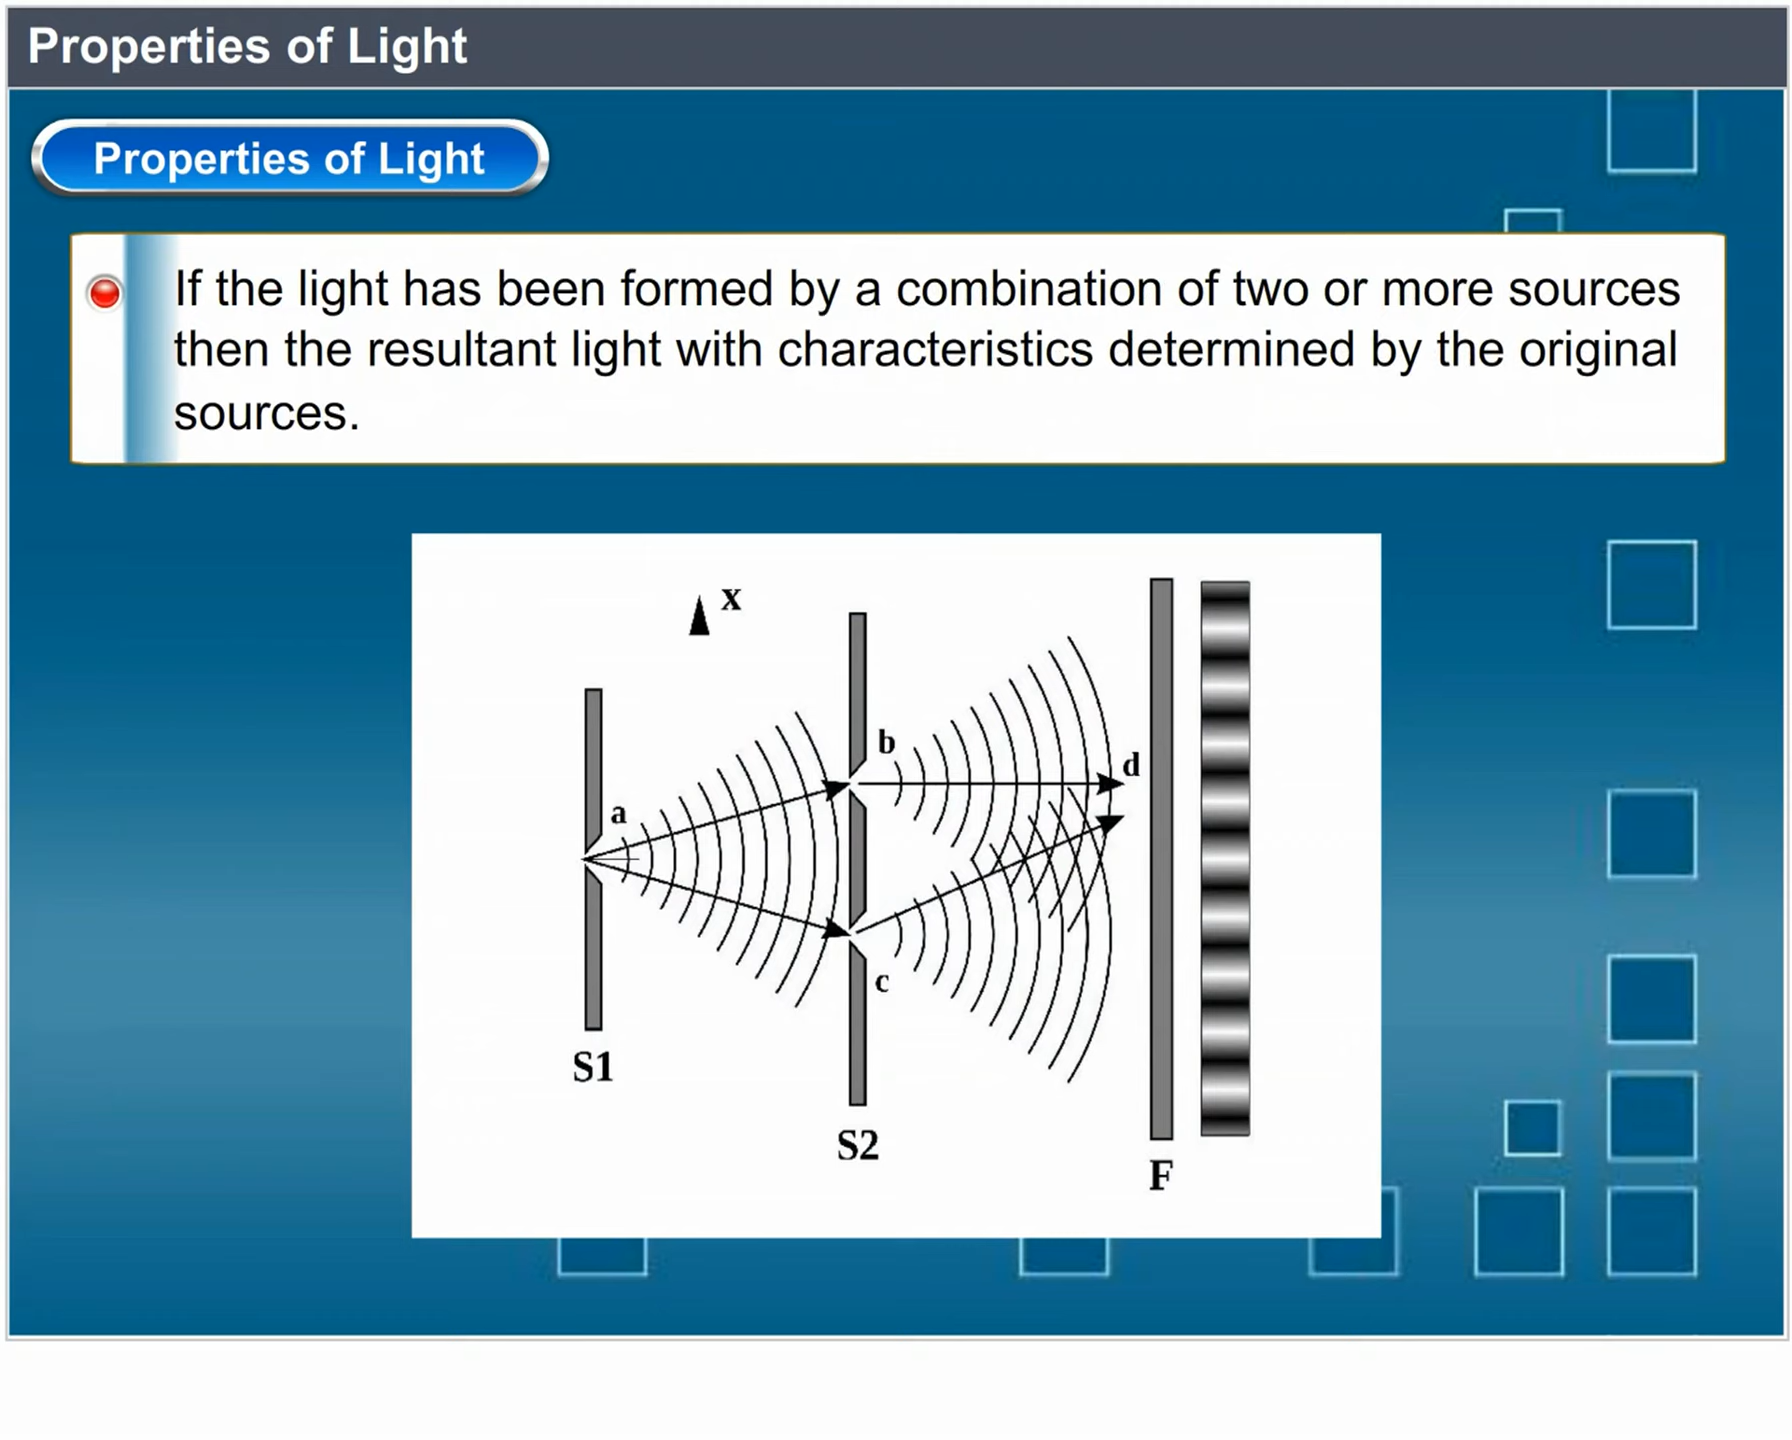 Properties of Light
Properties of Light
If the light has been formed by a combination of two or more sources
then the resultant light with characteristics determined by the original
sources.
x
b
d
a
c
S1
S2
F